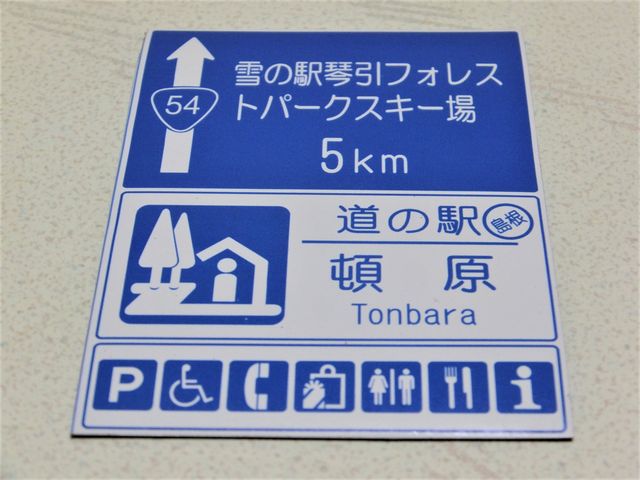 54
雪の駅琴引フォレス
トパークスキー場
5km
道の駅 島根
頓原
Tonbara
P
i